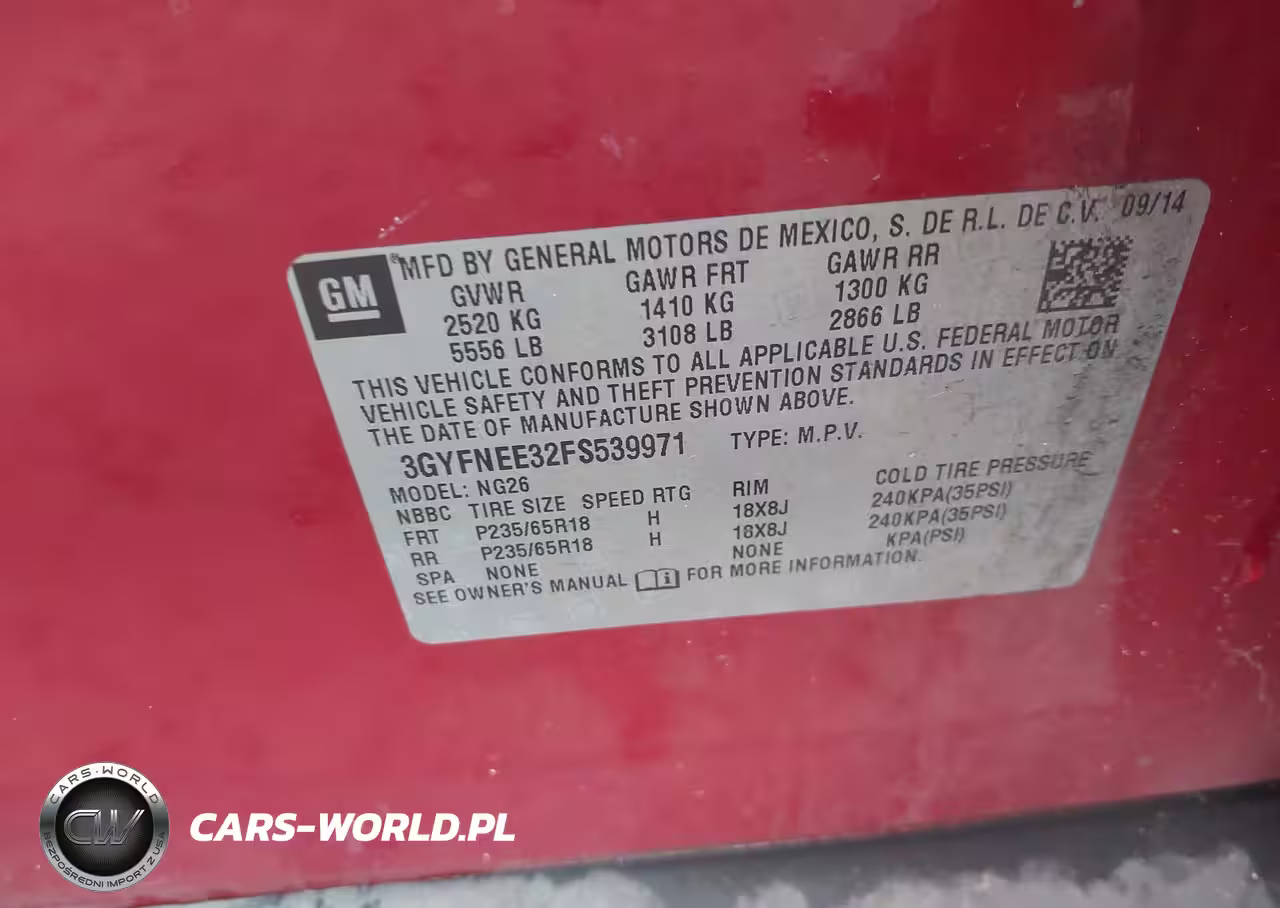 GM
®MFD BY GENERAL MOTORS DE MEXICO, S. DE R.L. DE C.V. 09/14
GVWR GAWR FRT GAWR RR
2520 KG 1410 KG 1300 KG
5556 LB 3108 LB 2866 LB
THIS VEHICLE CONFORMS TO ALL APPLICABLE U.S. FEDERAL MOTOR
VEHICLE SAFETY AND THEFT PREVENTION STANDARDS IN EFFECT ON
THE DATE OF MANUFACTURE SHOWN ABOVE.
3GYFNEE32FS539971 TYPE: M.P.V.
MODEL: NG26
NBBC TIRE SIZE SPEED RTG RIM COLD TIRE PRESSURE
FRT P235/65R18 H 18X8J 240KPA(35PSI)
RR P235/65R18 H 18X8J 240KPA(35PSI)
SPA NONE NONE KPA(PSI)
SEE OWNER'S MANUAL FOR MORE INFORMATION.
CARS-WORLD
CW
BEZPOŚREDNI IMPORT Z USA
CARS-WORLD.PL